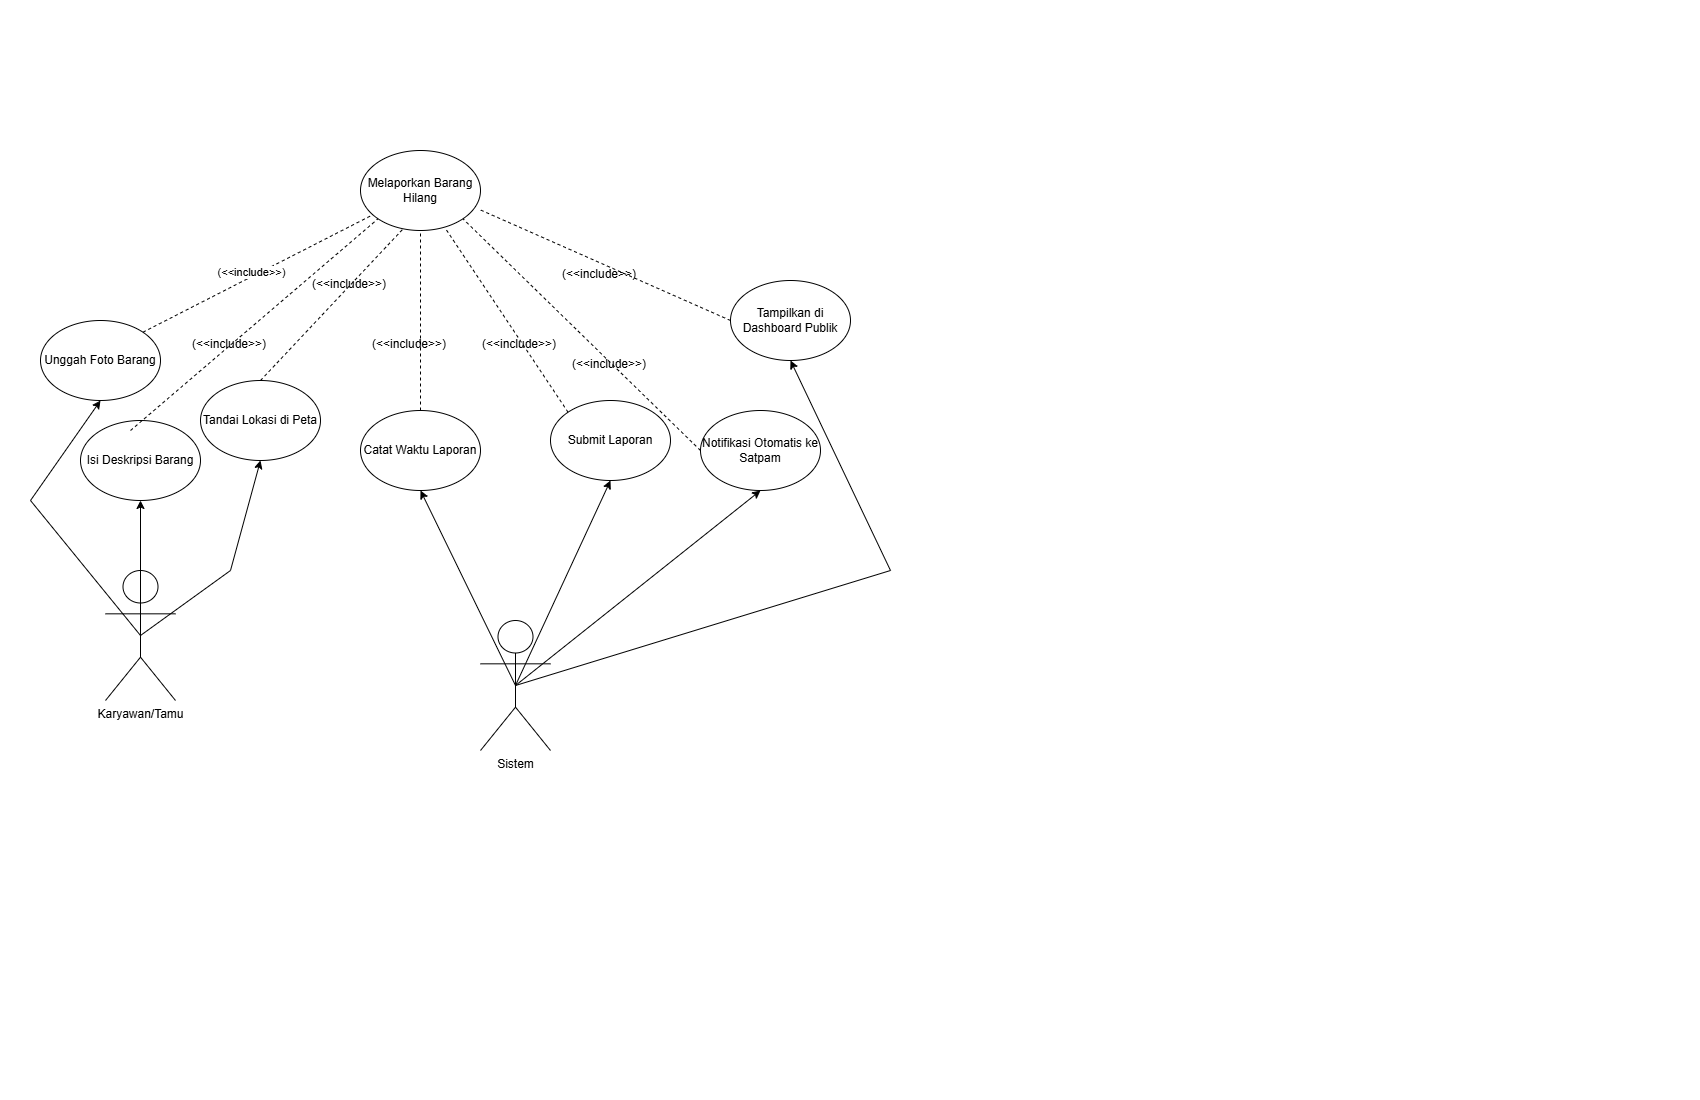 Melaporkan Barang
Hilang
(<<include>>)
(<<include>>)
(<<include>>)
(<<include>>)
(<<include>>)
(<<include>>)
(<<include>>)
Tampilkan di
Dashboard Publik
Unggah Foto Barang
Isi Deskripsi Barang
Tandai Lokasi di Peta
Catat Waktu Laporan
Submit Laporan
Notifikasi Otomatis ke
Satpam
Karyawan/Tamu
Sistem